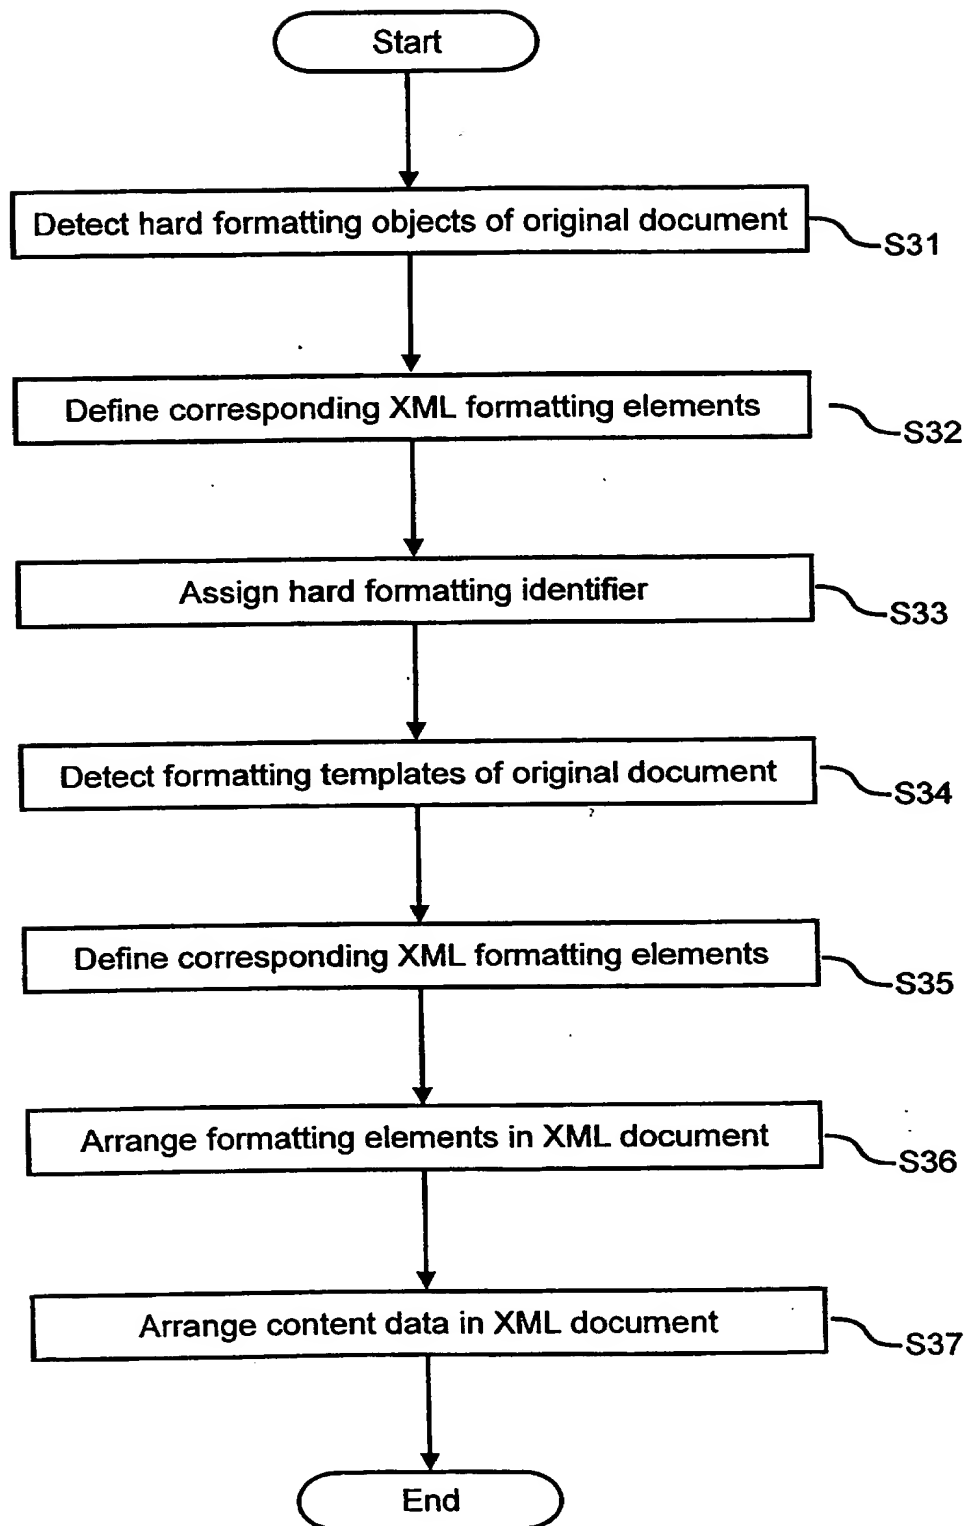 Start
Detect hard formatting objects of original document
S31
Define corresponding XML formatting elements
S32
Assign hard formatting identifier
S33
Detect formatting templates of original document
S34
Define corresponding XML formatting elements
S35
Arrange formatting elements in XML document
S36
Arrange content data in XML document
S37
End